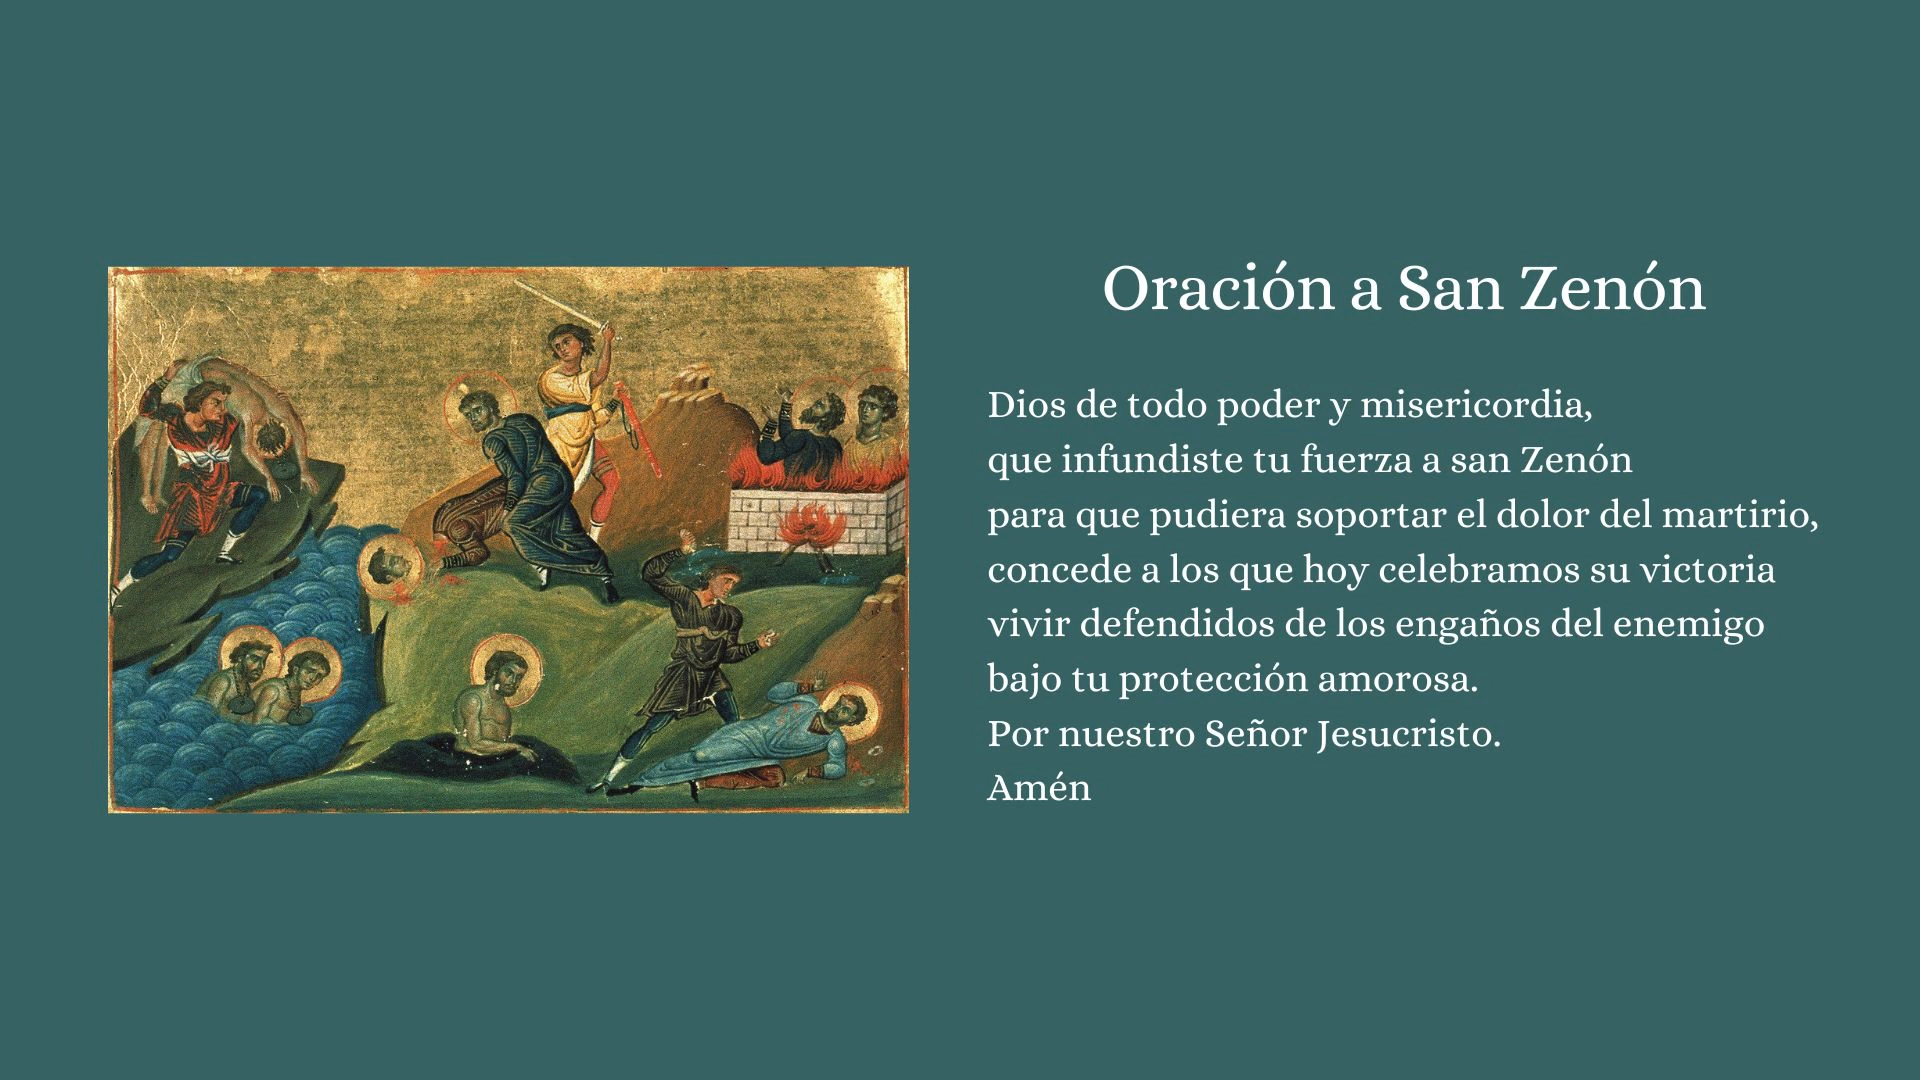 Oración a San Zenón
Dios de todo poder y misericordia,
que infundiste tu fuerza a san Zenón
para que pudiera soportar el dolor del martirio,
concede a los que hoy celebramos su victoria
vivir defendidos de los engaños del enemigo
bajo tu protección amorosa.
Por nuestro Señor Jesucristo.
Amén